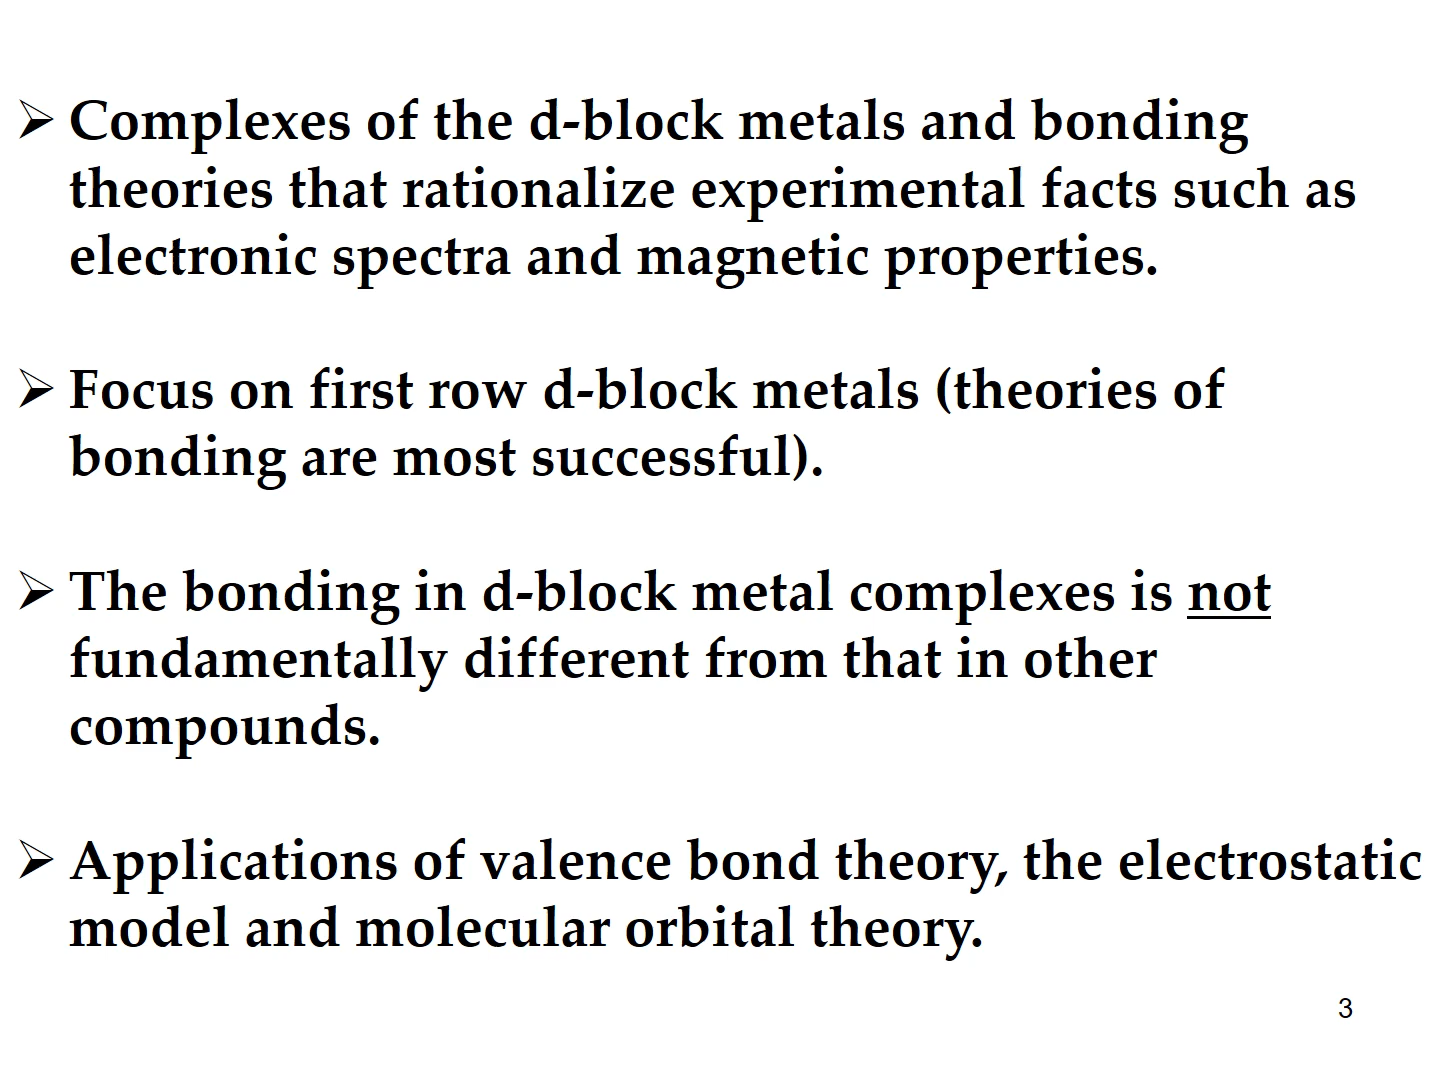 ➢ Complexes of the d-block metals and bonding
theories that rationalize experimental facts such as
electronic spectra and magnetic properties.
➢ Focus on first row d-block metals (theories of
bonding are most successful).
➢ The bonding in d-block metal complexes is not
fundamentally different from that in other
compounds.
➢ Applications of valence bond theory, the electrostatic
model and molecular orbital theory.
3